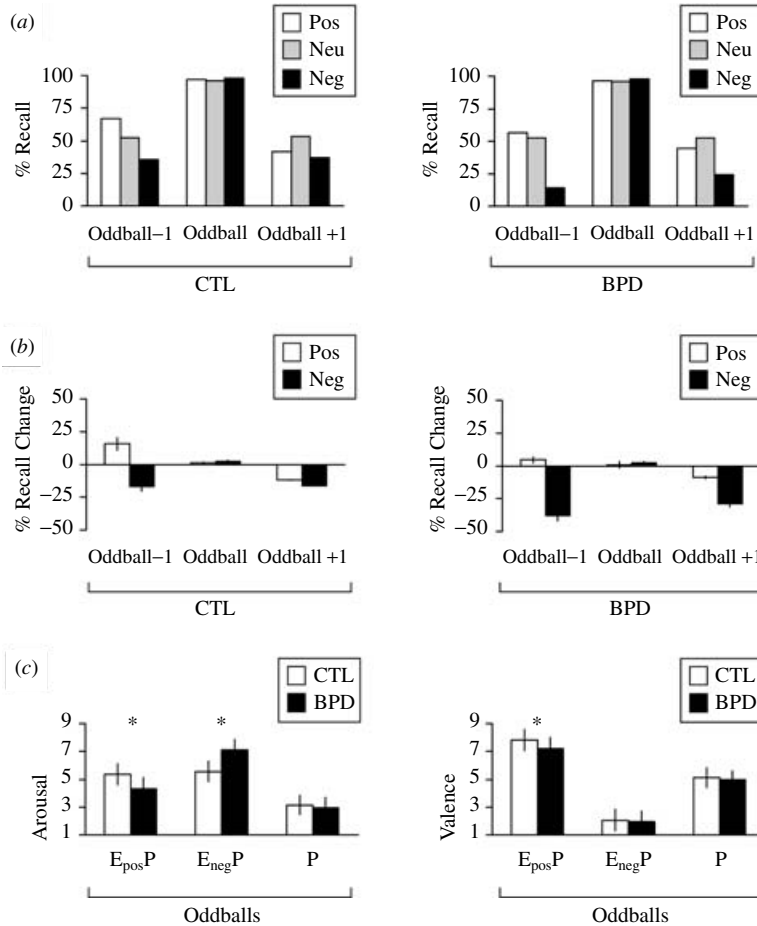 (a)
Pos
Neu
Neg
100
75
50
25
0
% Recall
Oddball−1 Oddball Oddball +1
CTL
Pos
Neu
Neg
100
75
50
25
0
% Recall
Oddball−1 Oddball Oddball +1
BPD
(b)
Pos
Neg
50
25
0
−25
−50
% Recall Change
Oddball−1 Oddball Oddball +1
CTL
Pos
Neg
50
25
0
−25
−50
% Recall Change
Oddball−1 Oddball Oddball +1
BPD
(c)
CTL
BPD
9
7
5
3
1
Arousal
* *
EposP EnegP P
Oddballs
CTL
BPD
9
7
5
3
1
Valence
*
EposP EnegP P
Oddballs